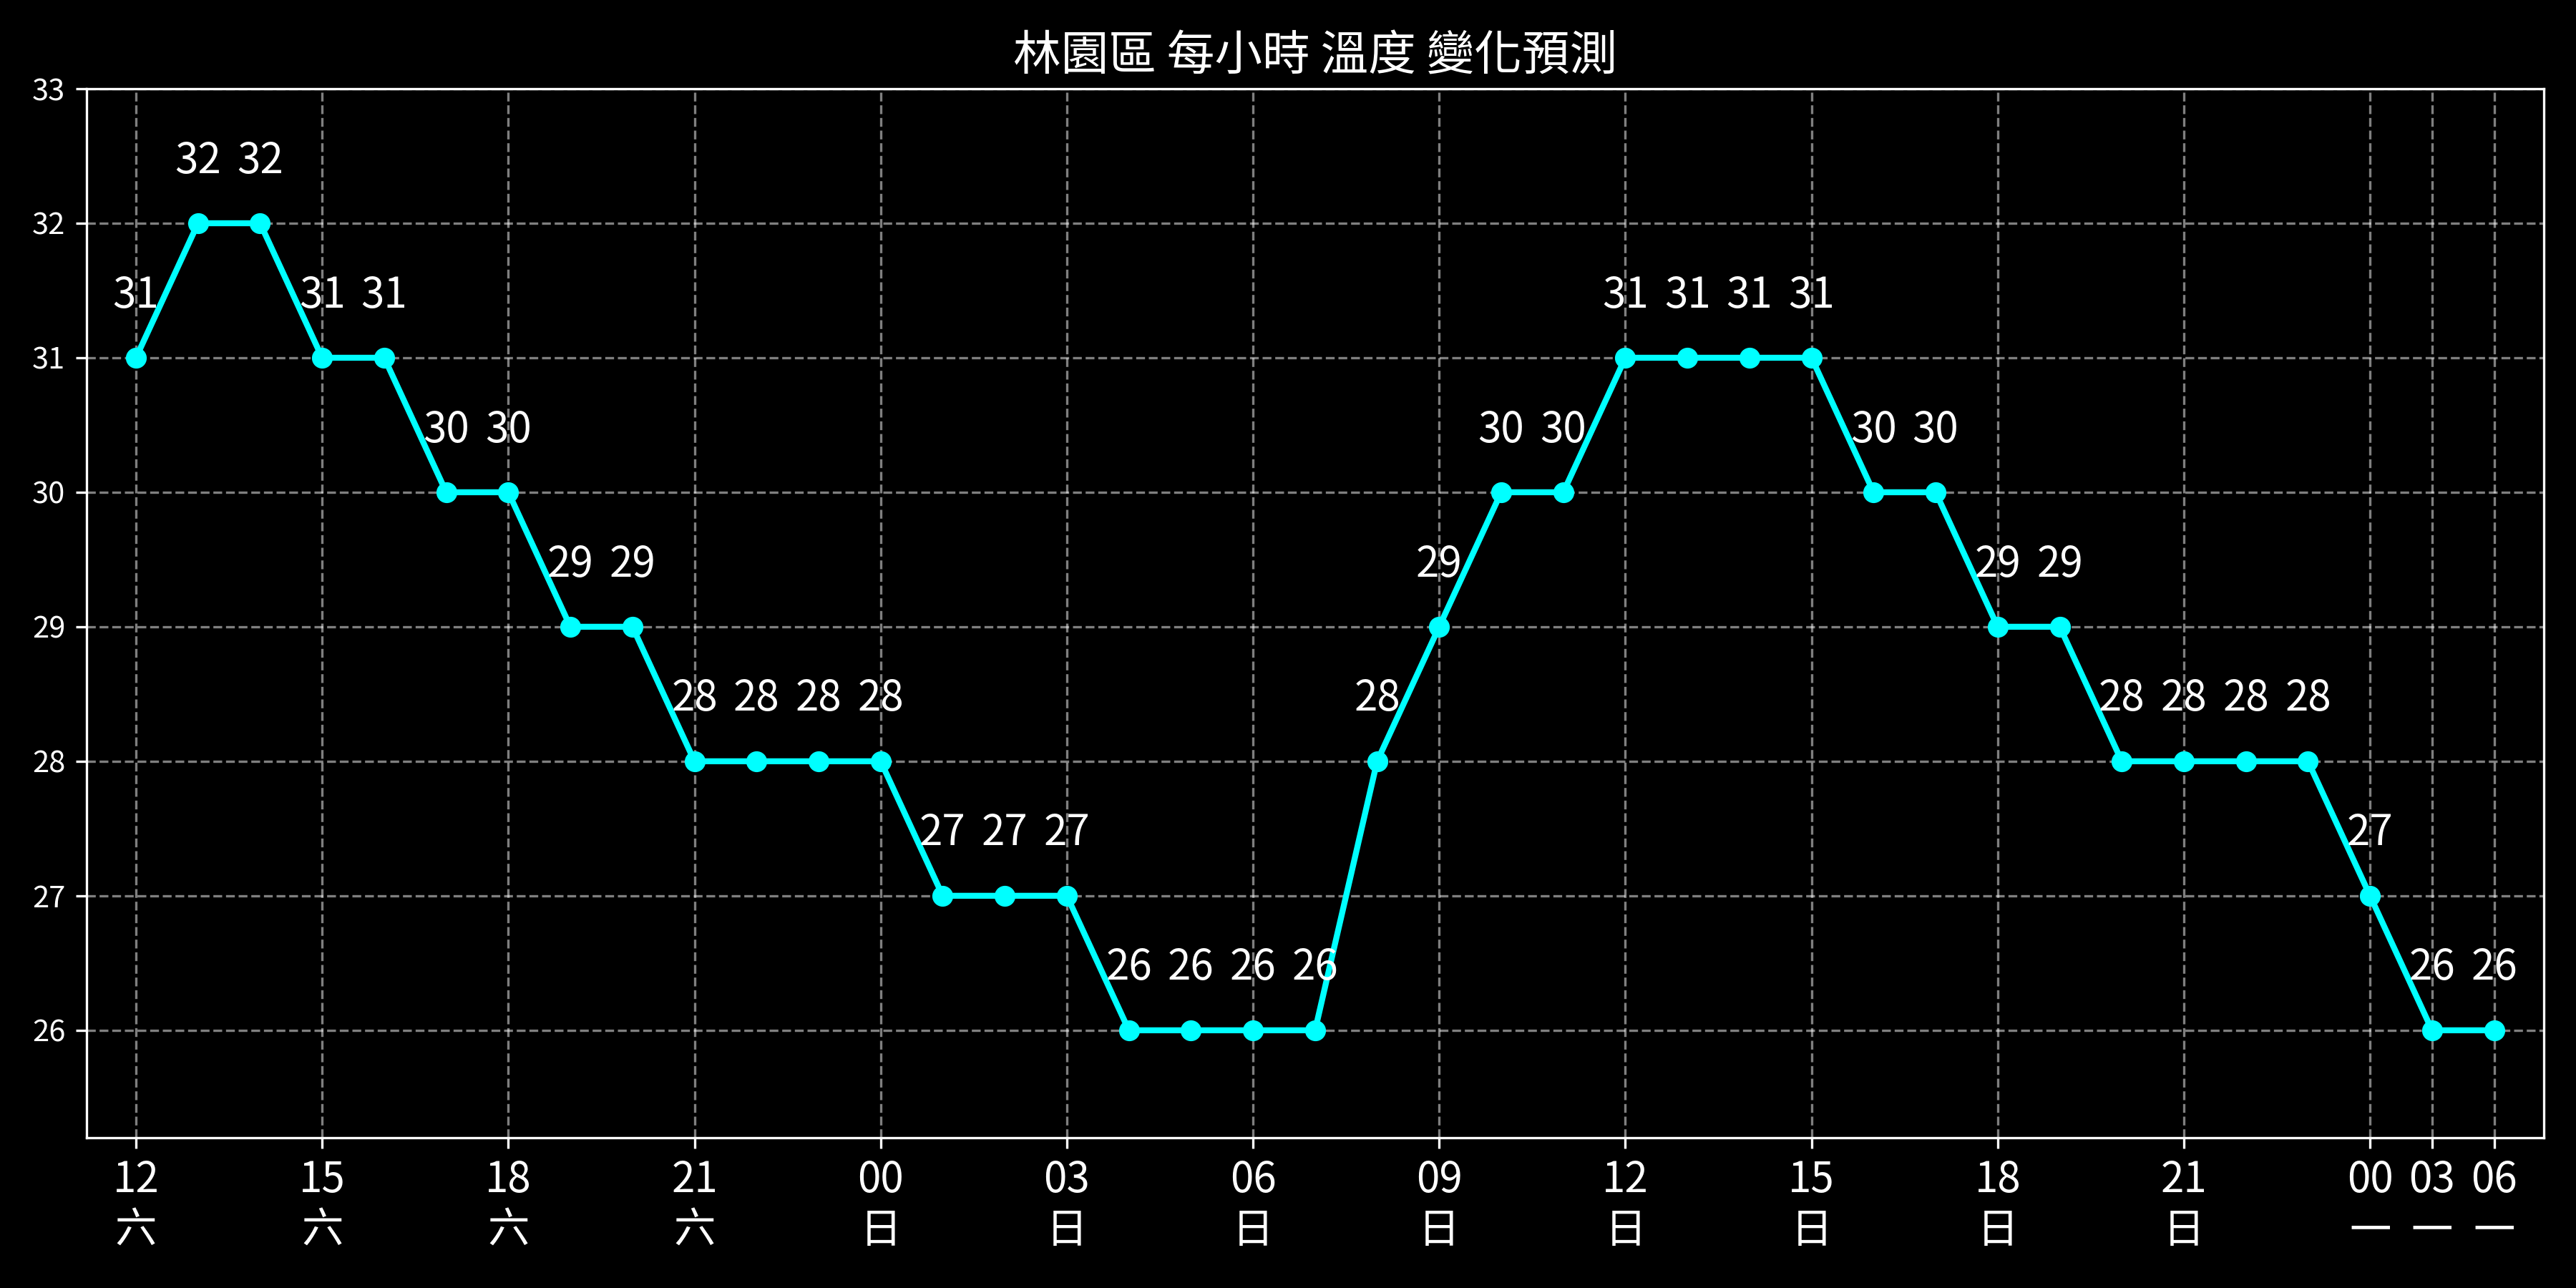 林園區 每小時 溫度 變化預測
33
32 32
32
31 31 31 31 31 31 31
31
30 30 30 30 30 30
30
29 29 29 29 29
29
28 28 28 28 28 28 28 28 28
28
27 27 27 27
27
26 26 26 26 26 26
26
12 15 18 21 00 03 06 09 12 15 18 21 00 03 06
六 六 六 六 日 日 日 日 日 日 日 日 一 一 一